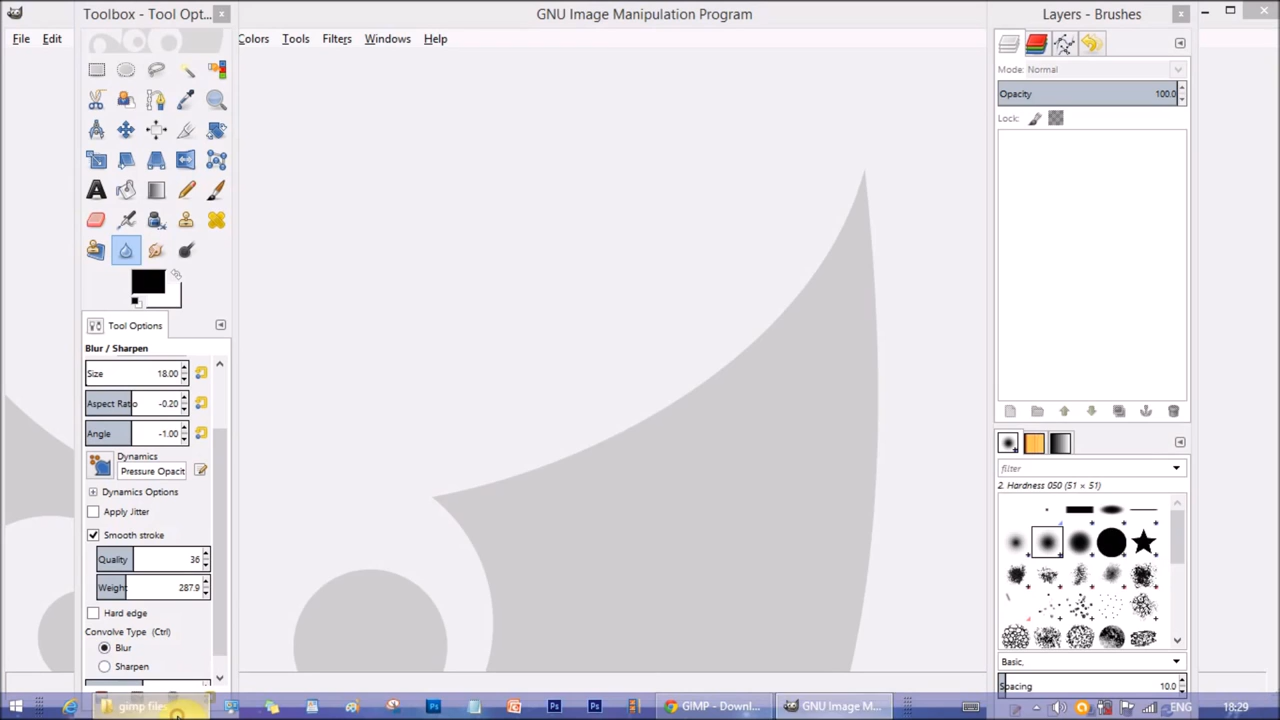 Toolbox - Tool Opt...
GNU Image Manipulation Program
Layers - Brushes
File Edit
Colors Tools Filters Windows Help
Mode: Normal
Opacity 100.0
Lock:
Tool Options
Blur / Sharpen
Size 18.00
Aspect Ratio -0.20
Angle -1.00
Dynamics
Pressure Opacit
Dynamics Options
Apply Jitter
Smooth stroke
Quality 36
Weight 287.9
Hard edge
Convolve Type (Ctrl)
Blur
Sharpen
filter
2. Hardness 050 (51 × 51)
Basic,
Spacing 10.0
gimp files
GIMP - Downl...
GNU Image M...
ENG 18:29